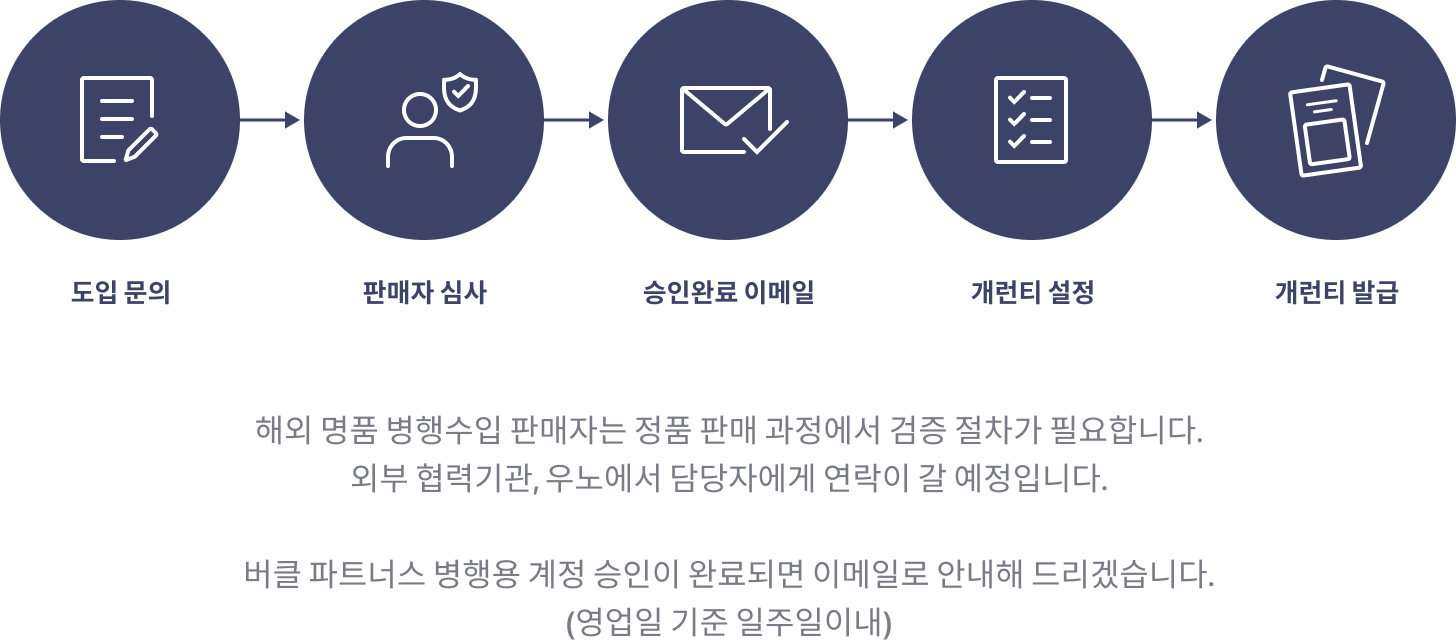 도입 문의
판매자 심사
승인완료 이메일
개런티 설정
개런티 발급
해외 명품 병행수입 판매자는 정품 판매 과정에서 검증 절차가 필요합니다.
외부 협력기관, 우노에서 담당자에게 연락이 갈 예정입니다.
버클 파트너스 병행용 계정 승인이 완료되면 이메일로 안내해 드리겠습니다.
(영업일 기준 일주일이내)